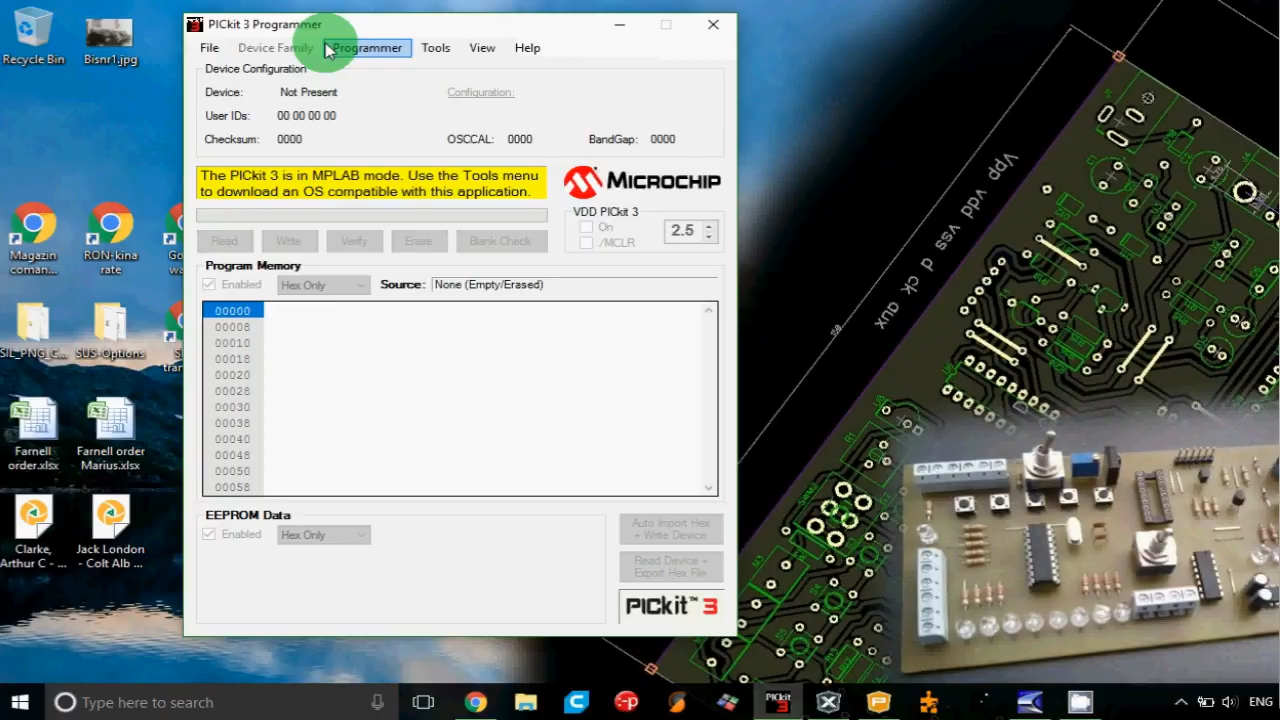 PICkit 3 Programmer
File Device Family Programmer Tools View Help
Device Configuration
Device: Not Present Configuration:
User IDs: 00 00 00 00
Checksum: 0000 OSCCAL: 0000 BandGap: 0000
The PICkit 3 is in MPLAB mode. Use the Tools menu
to download an OS compatible with this application.
MICROCHIP
VDD PICkit 3
On
/MCLR
2.5
Read Write Verify Erase Blank Check
Program Memory
Enabled Hex Only Source: None (Empty/Erased)
00000
00008
00010
00018
00020
00028
00030
00038
00040
00048
00050
00058
EEPROM Data
Enabled Hex Only
Auto Import Hex
+ Write Device
Read Device +
Export Hex File
PICkit™ 3
Recycle Bin
Bisnr1.jpg
Magazin
coman...
RON-kina
rate
SIL_PNG_C...
SUS-Options
Farnell
order.xlsx
Farnell order
Marius.xlsx
Clarke,
Arthur C - ...
Jack London
- Colt Alb ...
Vpp vdd vss d ck aux
Type here to search
ENG